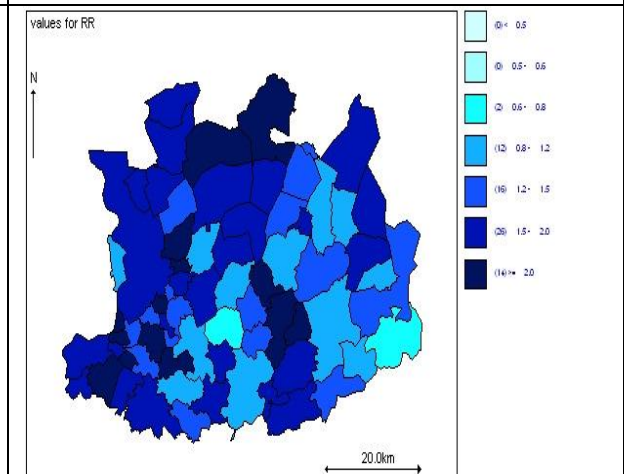 values for RR
N
(0) < 0.5
(0) 0.5 - 0.6
(2) 0.6 - 0.8
(12) 0.8 - 1.2
(16) 1.2 - 1.5
(26) 1.5 - 2.0
(14) >= 2.0
20.0km